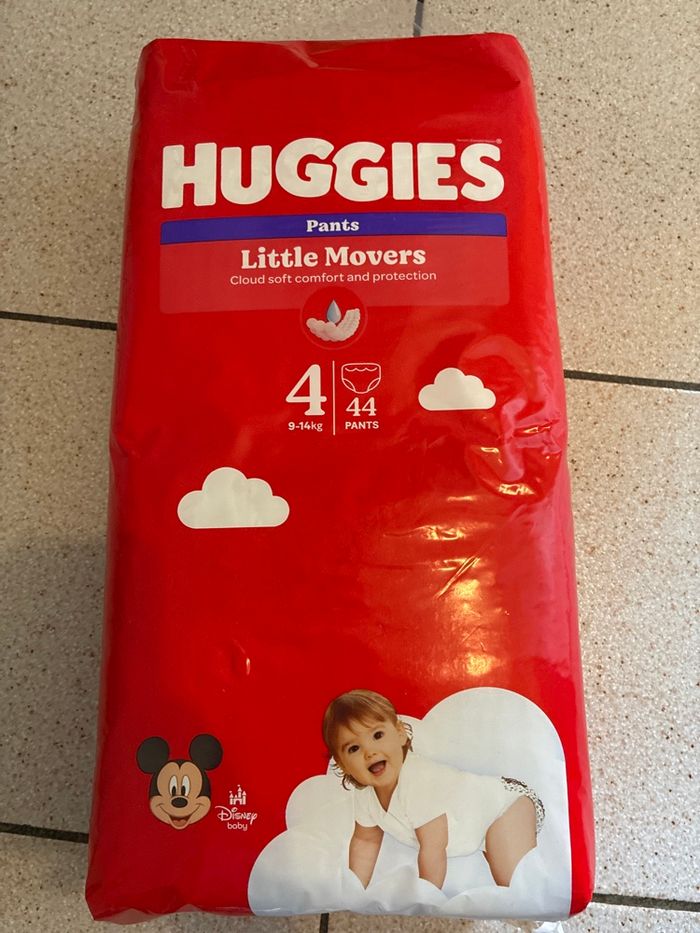 HUGGIES®
Pants
Little Movers
Cloud soft comfort and protection
4
9-14kg
44
PANTS
Disney
baby